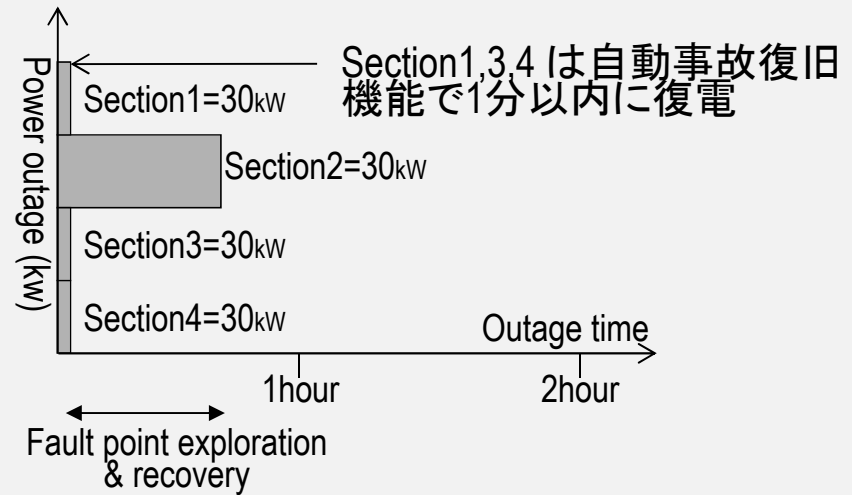 Power outage (kw)
Section1,3,4 は自動事故復旧
機能で1分以内に復電
Section1=30kW
Section2=30kW
Section3=30kW
Section4=30kW
Outage time
1hour
2hour
Fault point exploration
& recovery